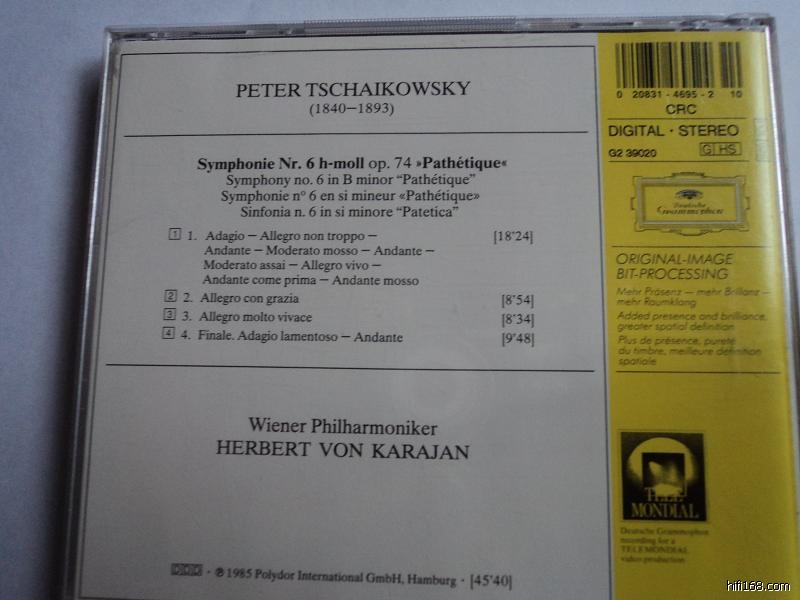 PETER TSCHAIKOWSKY
(1840–1893)
Symphonie Nr. 6 h-moll op. 74 »Pathétique«
Symphony no. 6 in B minor “Pathétique”
Symphonie n° 6 en si mineur «Pathétique»
Sinfonia n. 6 in si minore “Patetica”
1 1. Adagio – Allegro non troppo – [18'24]
Andante – Moderato mosso – Andante –
Moderato assai – Allegro vivo –
Andante come prima – Andante mosso
2 2. Allegro con grazia [8'54]
3 3. Allegro molto vivace [8'34]
4 4. Finale. Adagio lamentoso – Andante [9'48]
Wiener Philharmoniker
HERBERT VON KARAJAN
DDD · ℗ 1985 Polydor International GmbH, Hamburg · [45'40]
0 20831 - 4695 - 2 10
CRC
DIGITAL · STEREO
G2 39020 G HS
Deutsche
Grammophon
ORIGINAL-IMAGE
BIT-PROCESSING
Mehr Präsenz – mehr Brillanz –
mehr Raumklang
Added presence and brilliance,
greater spatial definition
Plus de présence, pureté
du timbre, meilleure définition
spatiale
TELE
MONDIAL
Deutsche Grammophon
recording for a
TELEMONDIAL
video production
hifi168.com